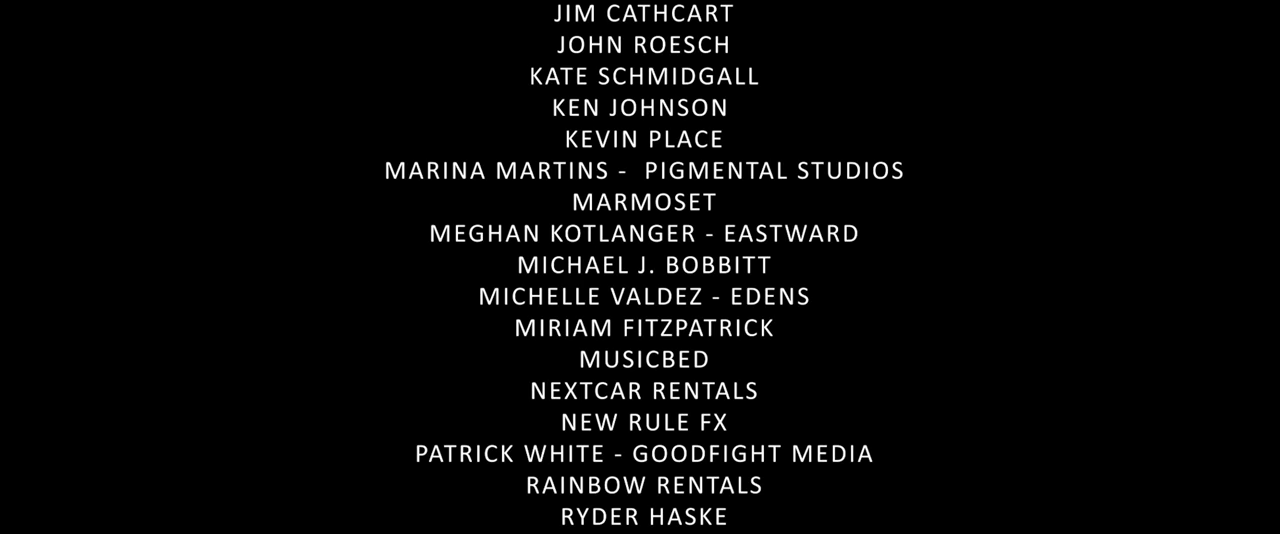 JIM CATHCART
JOHN ROESCH
KATE SCHMIDGALL
KEN JOHNSON
KEVIN PLACE
MARINA MARTINS -  PIGMENTAL STUDIOS
MARMOSET
MEGHAN KOTLANGER - EASTWARD
MICHAEL J. BOBBITT
MICHELLE VALDEZ - EDENS
MIRIAM FITZPATRICK
MUSICBED
NEXTCAR RENTALS
NEW RULE FX
PATRICK WHITE - GOODFIGHT MEDIA
RAINBOW RENTALS
RYDER HASKE